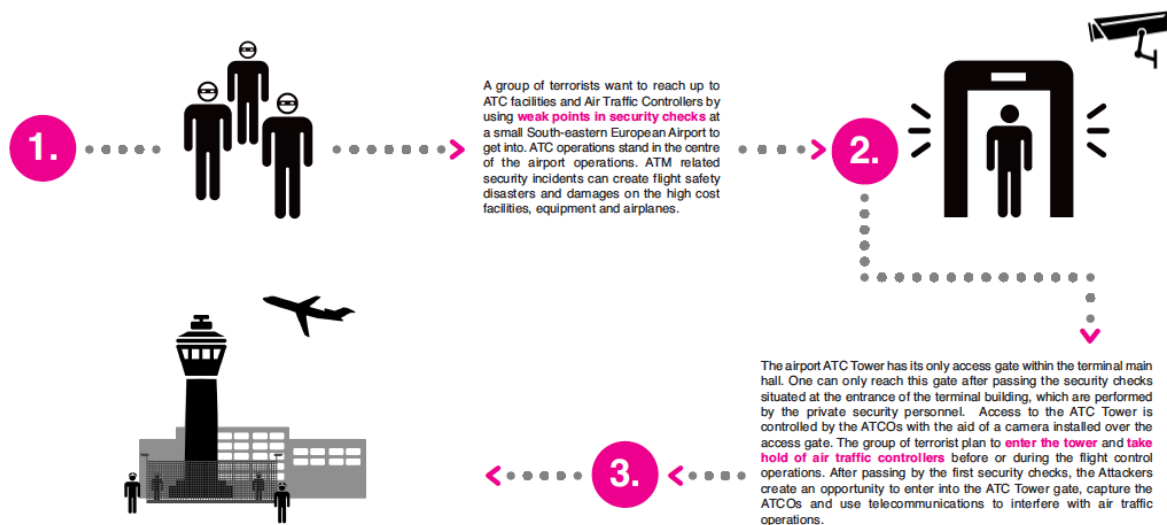 1.
A group of terrorists want to reach up to
ATC facilities and Air Traffic Controllers by
using weak points in security checks at
a small South-eastern European Airport to
get into. ATC operations stand in the centre
of the airport operations. ATM related
security incidents can create flight safety
disasters and damages on the high cost
facilities, equipment and airplanes.
2.
The airport ATC Tower has its only access gate within the terminal main
hall. One can only reach this gate after passing the security checks
situated at the entrance of the terminal building, which are performed
by the private security personnel. Access to the ATC Tower is
controlled by the ATCOs with the aid of a camera installed over the
access gate. The group of terrorist plan to enter the tower and take
hold of air traffic controllers before or during the flight control
operations. After passing by the first security checks, the Attackers
create an opportunity to enter into the ATC Tower gate, capture the
ATCOs and use telecommunications to interfere with air traffic
operations.
3.